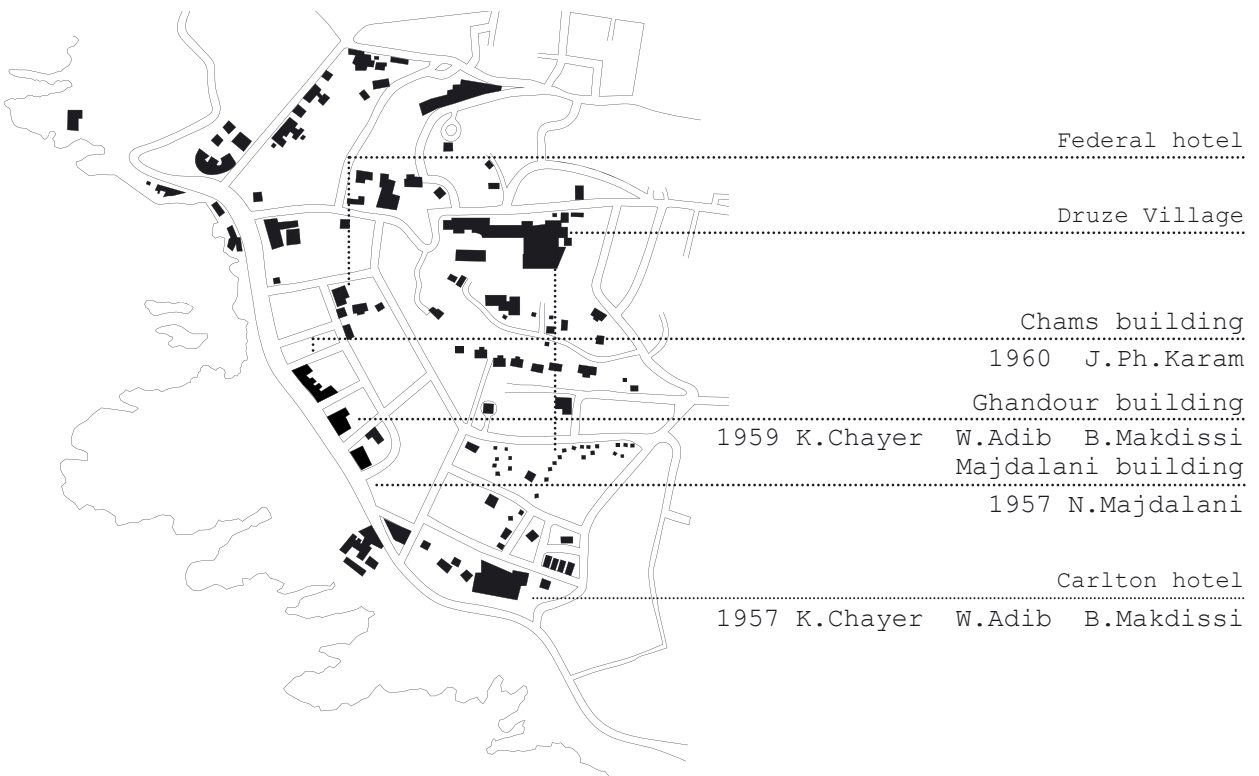 Federal hotel
Druze Village
Chams building
1960 J.Ph.Karam
Ghandour building
1959 K.Chayer W.Adib B.Makdissi
Majdalani building
1957 N.Majdalani
Carlton hotel
1957 K.Chayer W.Adib B.Makdissi